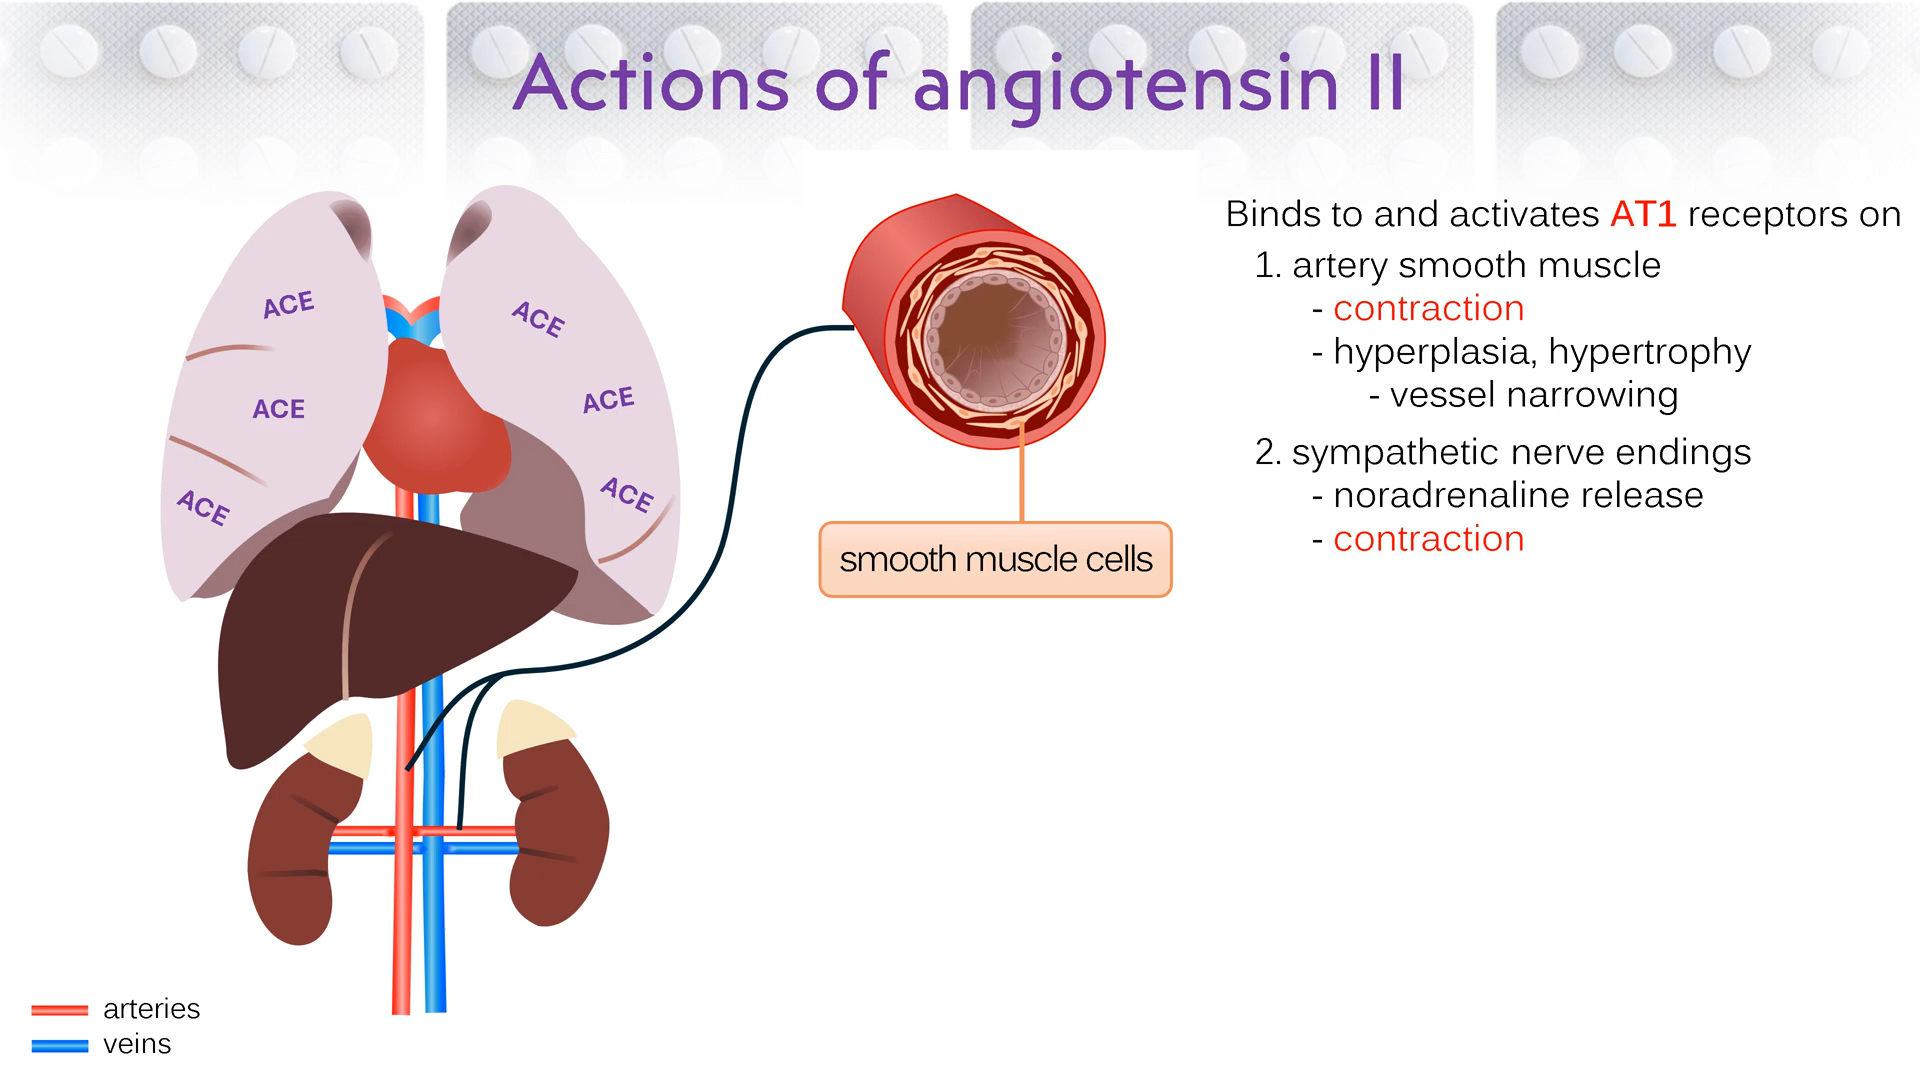 Actions of angiotensin II
ACE
ACE
ACE
ACE
ACE
ACE
smooth muscle cells
Binds to and activates AT1 receptors on
1. artery smooth muscle
- contraction
- hyperplasia, hypertrophy
- vessel narrowing
2. sympathetic nerve endings
- noradrenaline release
- contraction
arteries
veins